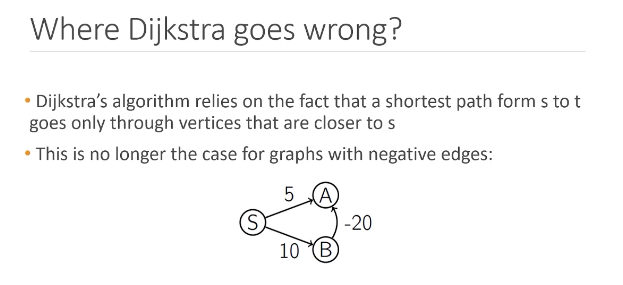 Where Dijkstra goes wrong?
• Dijkstra's algorithm relies on the fact that a shortest path form s to t
goes only through vertices that are closer to s
• This is no longer the case for graphs with negative edges:
5 A
S -20
10 B